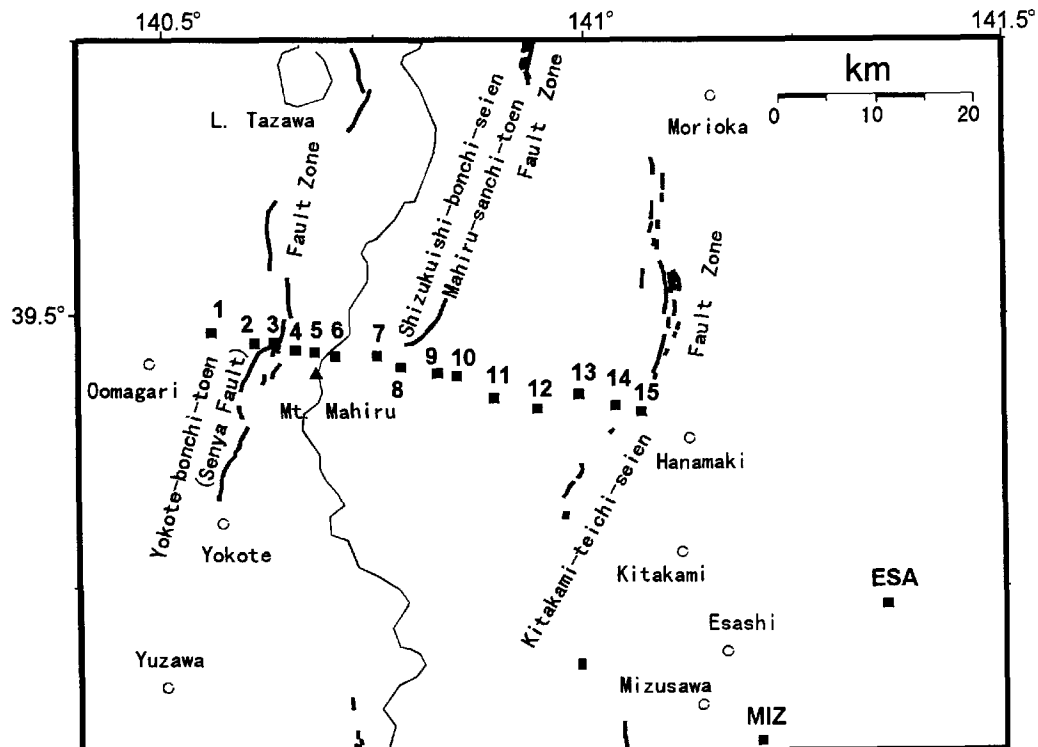 140.5°
141°
141.5°
39.5°
km
0
10
20
L. Tazawa
Morioka
Fault Zone
Shizukuishi-bonchi-seien
Mahiru-sanchi-toen
Fault Zone
Fault Zone
1
2
3
4
5
6
7
8
9
10
11
12
13
14
15
Oomagari
Mt. Mahiru
Hanamaki
Yokote-bonchi-toen
(Senya Fault)
Kitakami-teichi-seien
Yokote
Kitakami
ESA
Esashi
Yuzawa
Mizusawa
MIZ